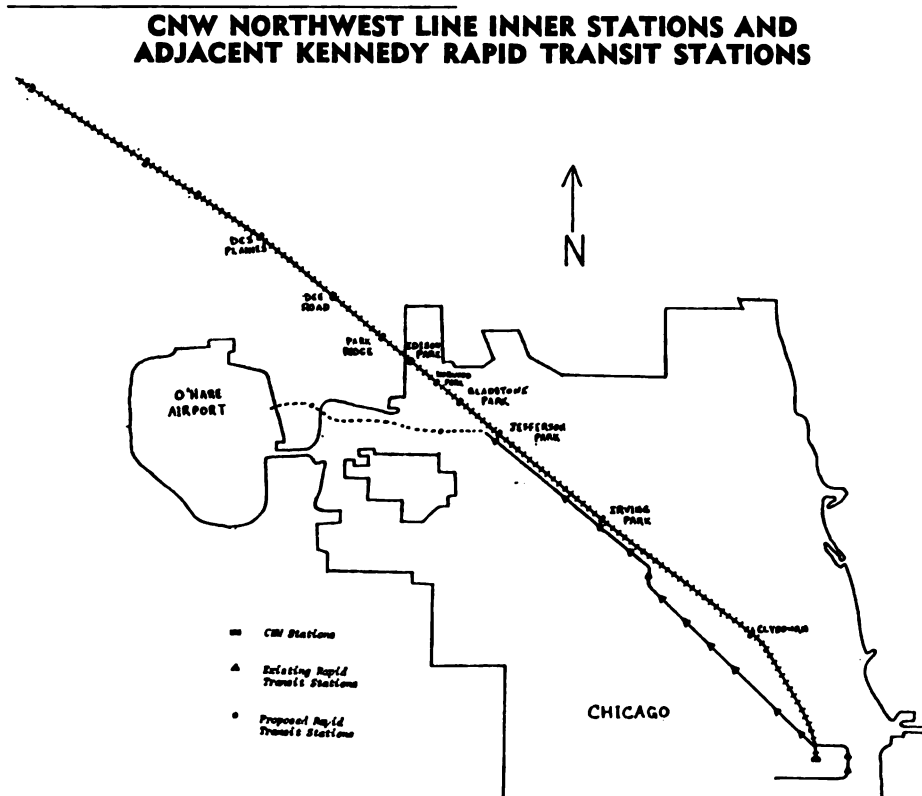 CNW NORTHWEST LINE INNER STATIONS AND
ADJACENT KENNEDY RAPID TRANSIT STATIONS
N
DES
PLAINES
DEE
ROAD
PARK
RIDGE
EDISON
PARK
NORWOOD
PARK
GLADSTONE
PARK
O'HARE
AIRPORT
JEFFERSON
PARK
IRVING
PARK
CLYBOURN
CHICAGO
CNW Stations
Existing Rapid
Transit Stations
Proposed Rapid
Transit Stations